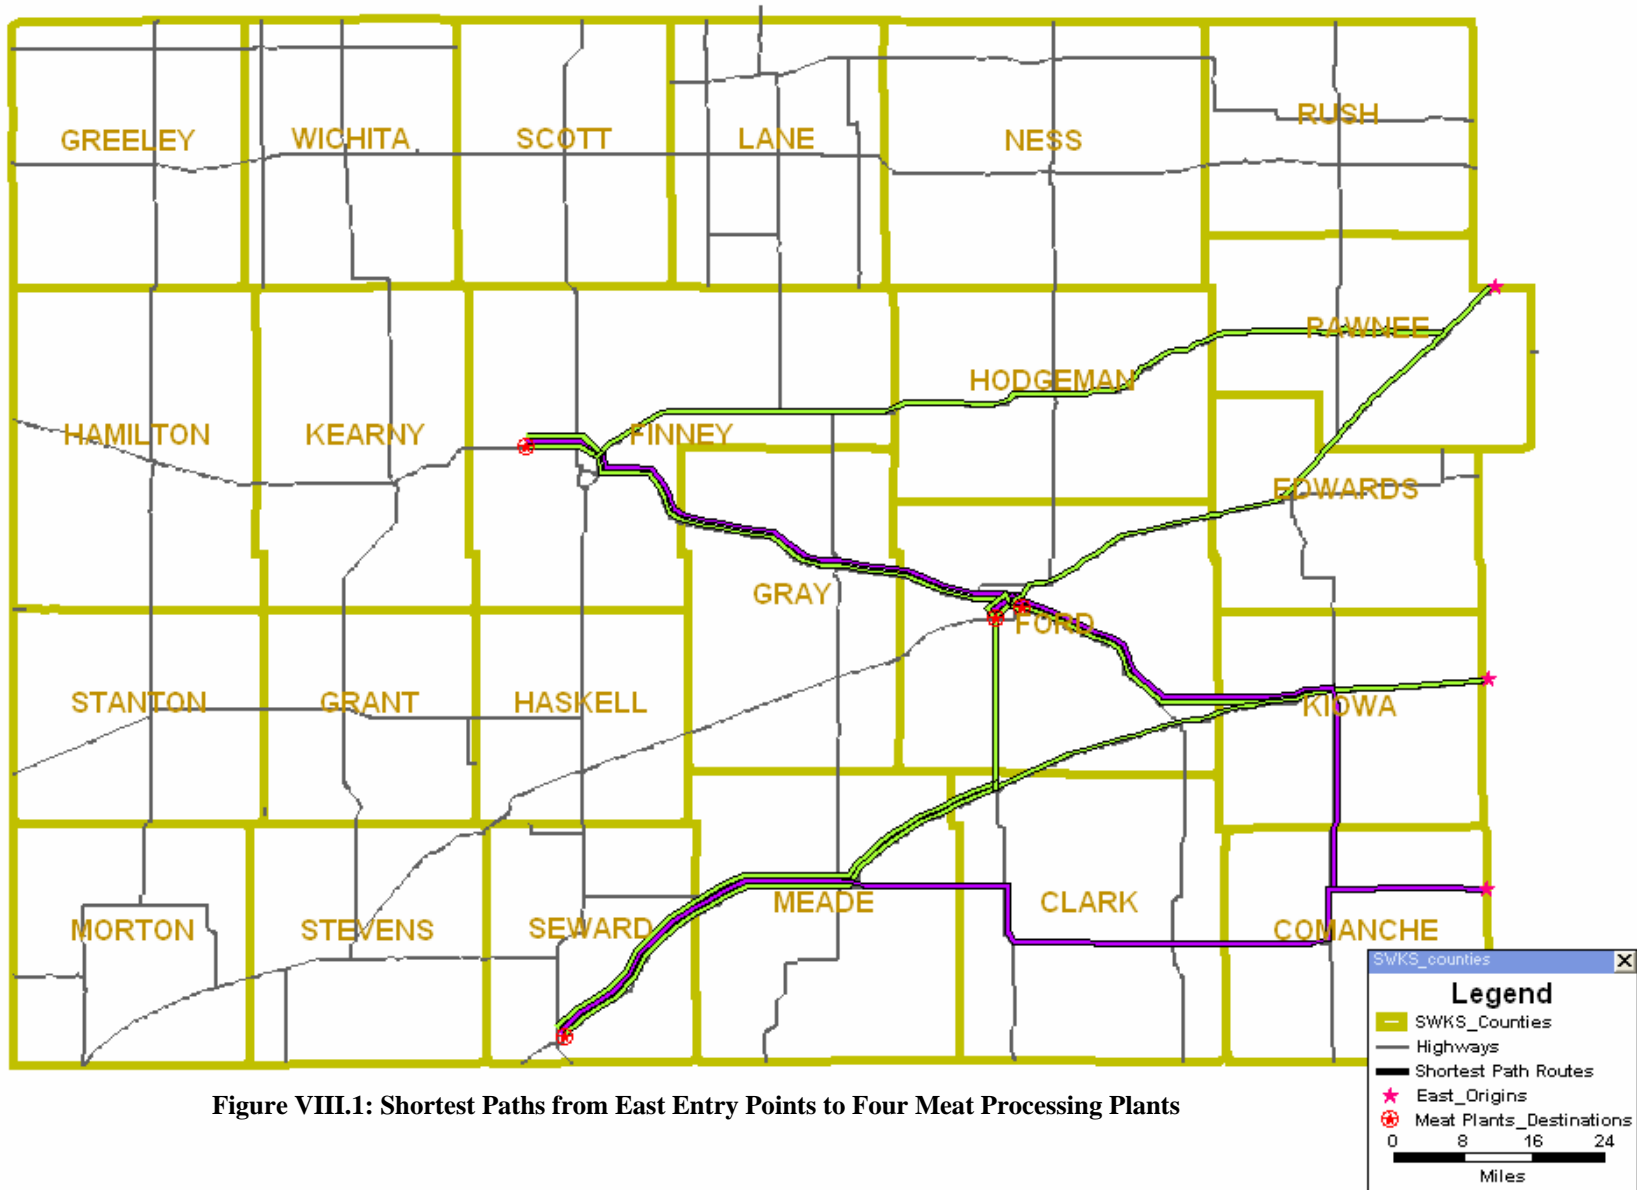 GREELEY
WICHITA
SCOTT
LANE
NESS
RUSH
PAWNEE
HODGEMAN
HAMILTON
KEARNY
FINNEY
EDWARDS
GRAY
FORD
STANTON
GRANT
HASKELL
KIOWA
MORTON
STEVENS
SEWARD
MEADE
CLARK
COMANCHE
SWKS_counties
Legend
SWKS_Counties
Highways
Shortest Path Routes
East_Origins
Meat Plants_Destinations
0 8 16 24
Miles
Figure VIII.1: Shortest Paths from East Entry Points to Four Meat Processing Plants